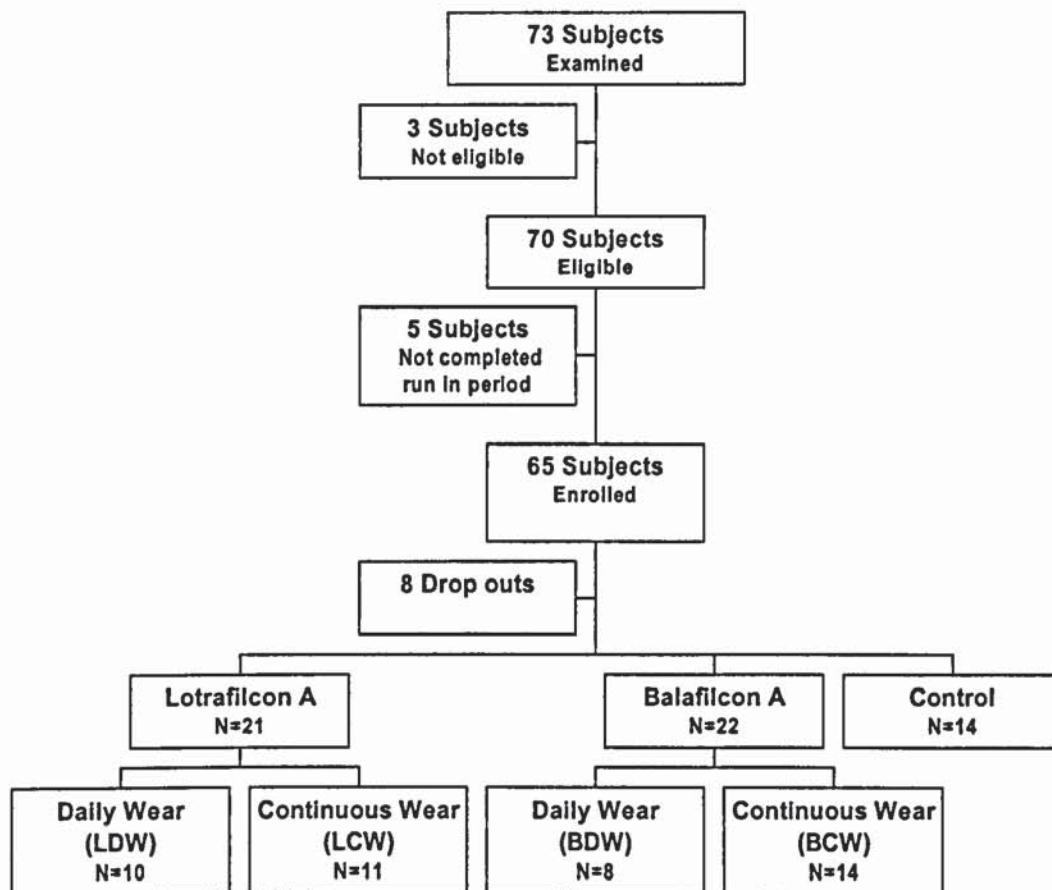 73 Subjects
Examined
3 Subjects
Not eligible
70 Subjects
Eligible
5 Subjects
Not completed
run in period
65 Subjects
Enrolled
8 Drop outs
Lotrafilcon A
N=21
Balafilcon A
N=22
Control
N=14
Daily Wear
(LDW)
N=10
Continuous Wear
(LCW)
N=11
Daily Wear
(BDW)
N=8
Continuous Wear
(BCW)
N=14